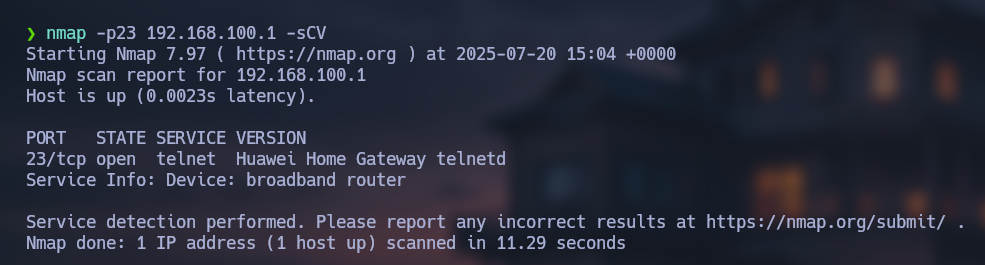 ❯ nmap -p23 192.168.100.1 -sCV
Starting Nmap 7.97 ( https://nmap.org ) at 2025-07-20 15:04 +0000
Nmap scan report for 192.168.100.1
Host is up (0.0023s latency).

PORT   STATE SERVICE VERSION
23/tcp open  telnet  Huawei Home Gateway telnetd
Service Info: Device: broadband router

Service detection performed. Please report any incorrect results at https://nmap.org/submit/ .
Nmap done: 1 IP address (1 host up) scanned in 11.29 seconds